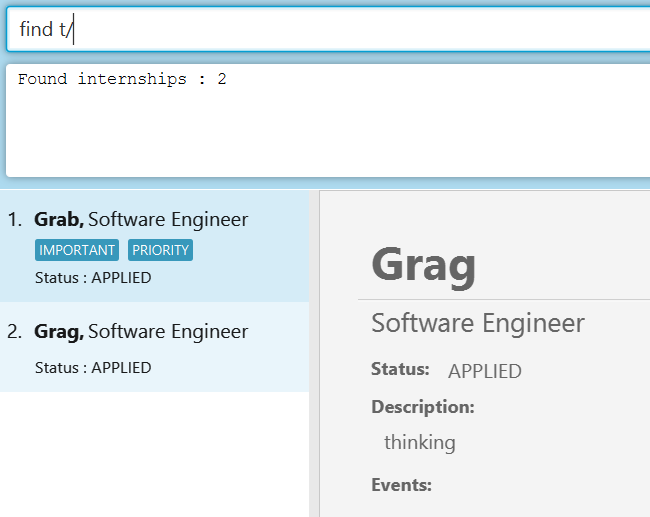 find t/
Found internships : 2
1. Grab, Software Engineer
IMPORTANT PRIORITY
Status : APPLIED
2. Grag, Software Engineer
Status : APPLIED
Grag
Software Engineer
Status: APPLIED
Description:
thinking
Events: